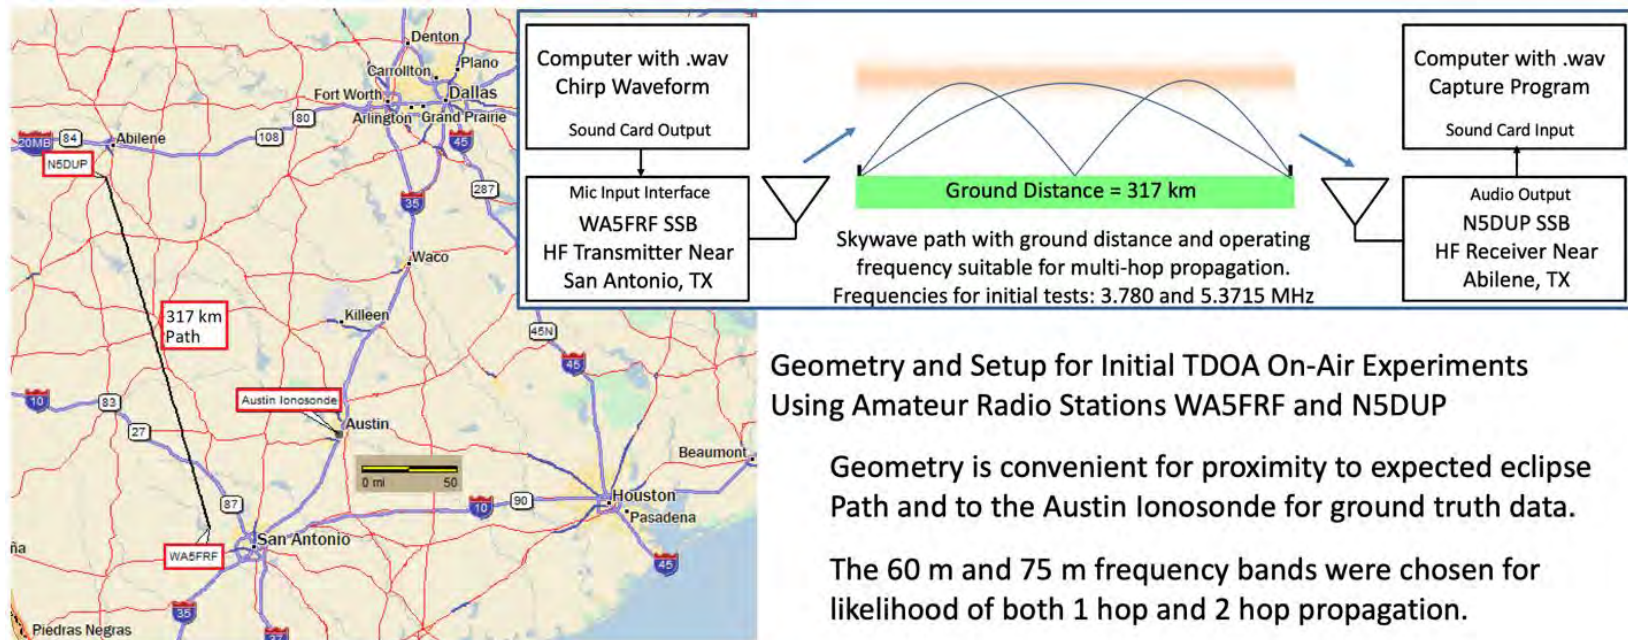 Denton
Plano
Carrollton
Fort Worth
Dallas
Arlington
Grand Prairie
80
20MB
84
Abilene
108
45
N5DUP
287
35
Waco
317 km
Path
Killeen
45N
45
10
83
Austin Ionosonde
27
Austin
Beaumont
0 mi
50
87
90
Houston
10
Pasadena
San Antonio
WA5FRF
45
ña
35
37
Piedras Negras
Computer with .wav
Chirp Waveform
Sound Card Output
Mic Input Interface
WA5FRF SSB
HF Transmitter Near
San Antonio, TX
Ground Distance = 317 km
Skywave path with ground distance and operating
frequency suitable for multi-hop propagation.
Frequencies for initial tests: 3.780 and 5.3715 MHz
Computer with .wav
Capture Program
Sound Card Input
Audio Output
N5DUP SSB
HF Receiver Near
Abilene, TX
Geometry and Setup for Initial TDOA On-Air Experiments
Using Amateur Radio Stations WA5FRF and N5DUP
Geometry is convenient for proximity to expected eclipse
Path and to the Austin Ionosonde for ground truth data.
The 60 m and 75 m frequency bands were chosen for
likelihood of both 1 hop and 2 hop propagation.